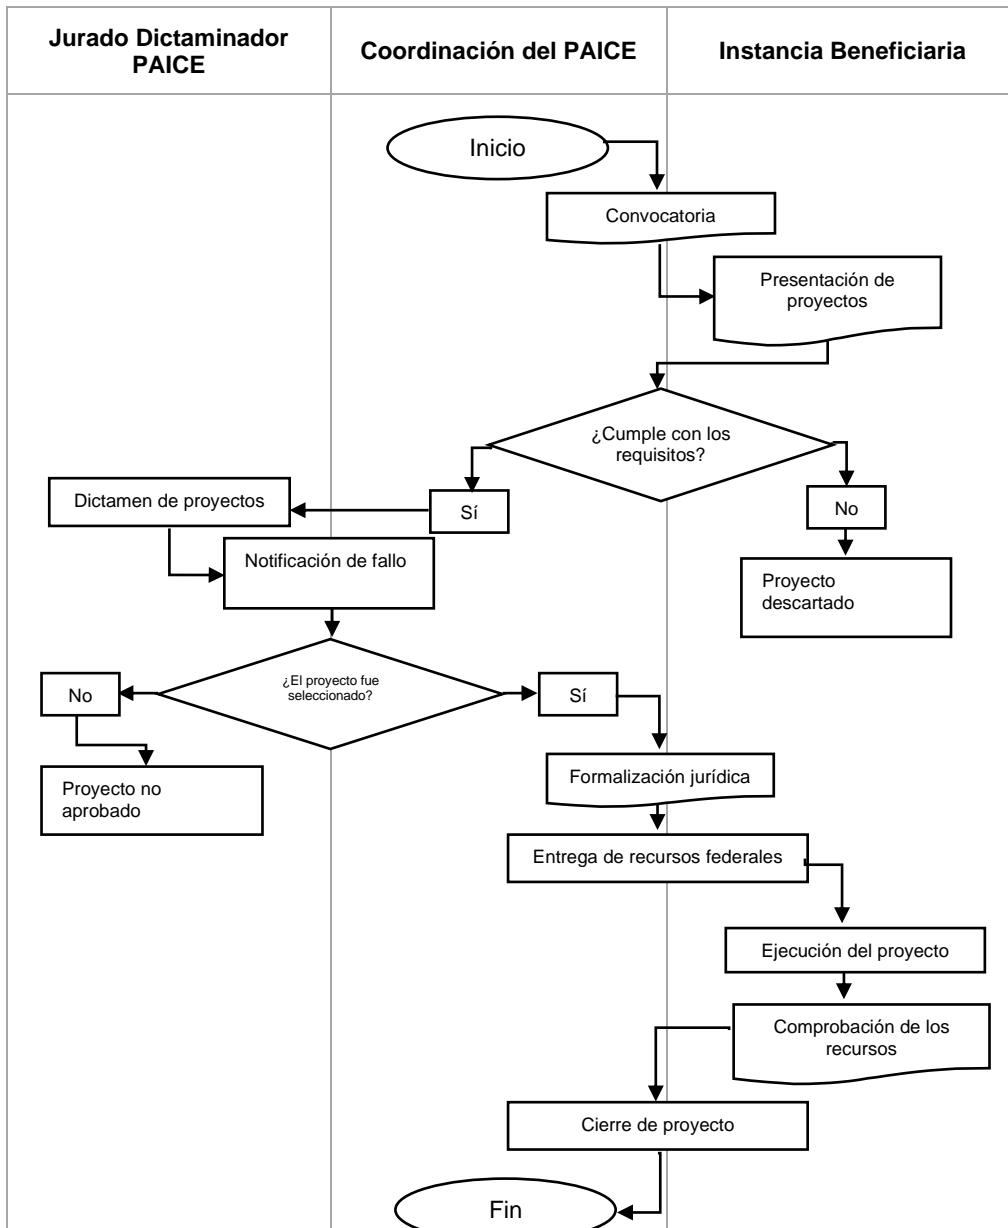 Jurado Dictaminador
PAICE
Coordinación del PAICE
Instancia Beneficiaria
Inicio
Convocatoria
Presentación de
proyectos
¿Cumple con los
requisitos?
Dictamen de proyectos
Sí
No
Notificación de fallo
Proyecto
descartado
¿El proyecto fue
seleccionado?
No
Sí
Proyecto no
aprobado
Formalización jurídica
Entrega de recursos federales
Ejecución del proyecto
Comprobación de los
recursos
Cierre de proyecto
Fin